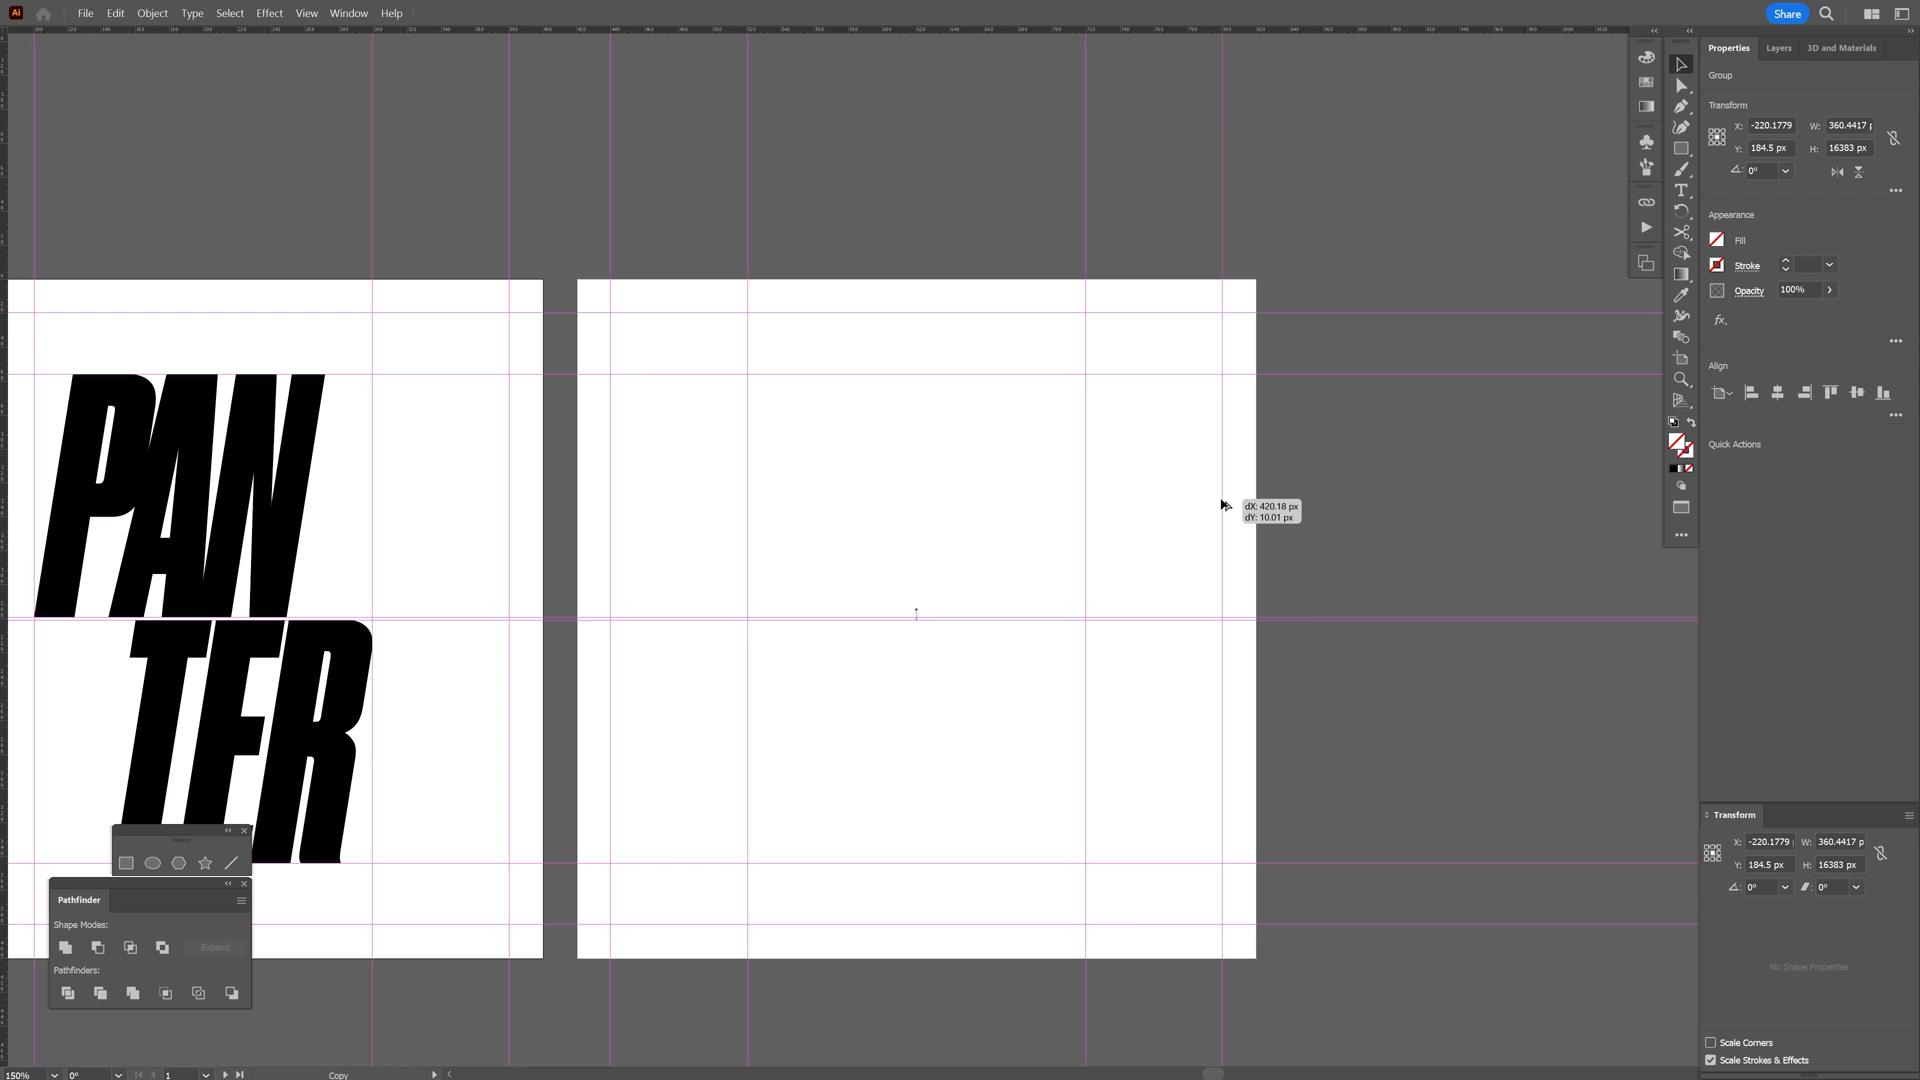 Ai File Edit Object Type Select Effect View Window Help
Share
Properties Layers 3D and Materials
Group
Transform
X: -220.1779 W: 360.4417 p
Y: 184.5 px H: 16383 px
0°
Appearance
Fill
Stroke
Opacity 100%
fx.
Align
Quick Actions
dX: 420.18 px
dY: 10.01 px
PAN
TER
Pathfinder
Shape Modes:
Expand
Pathfinders:
Transform
X: -220.1779 W: 360.4417 p
Y: 184.5 px H: 16383 px
0° 0°
No Shape Properties
Scale Corners
Scale Strokes & Effects
150% 0° 1 Copy